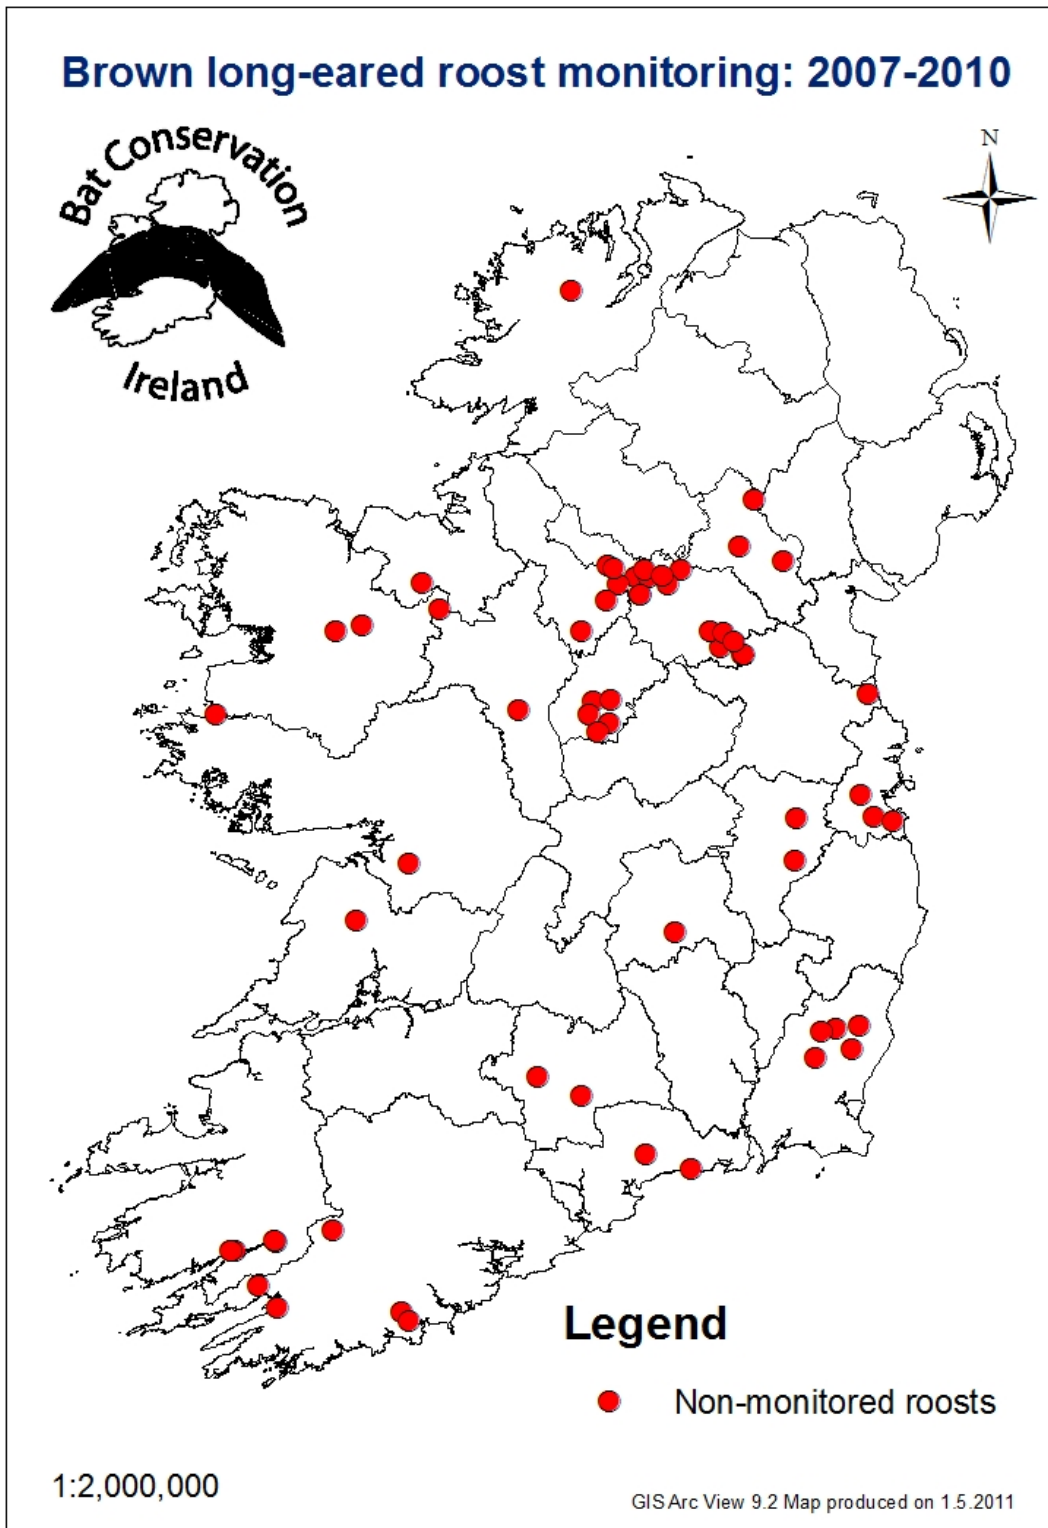 Brown long-eared roost monitoring: 2007-2010
Bat Conservation
Ireland
N
Legend
Non-monitored roosts
1:2,000,000
GIS Arc View 9.2 Map produced on 1.5.2011